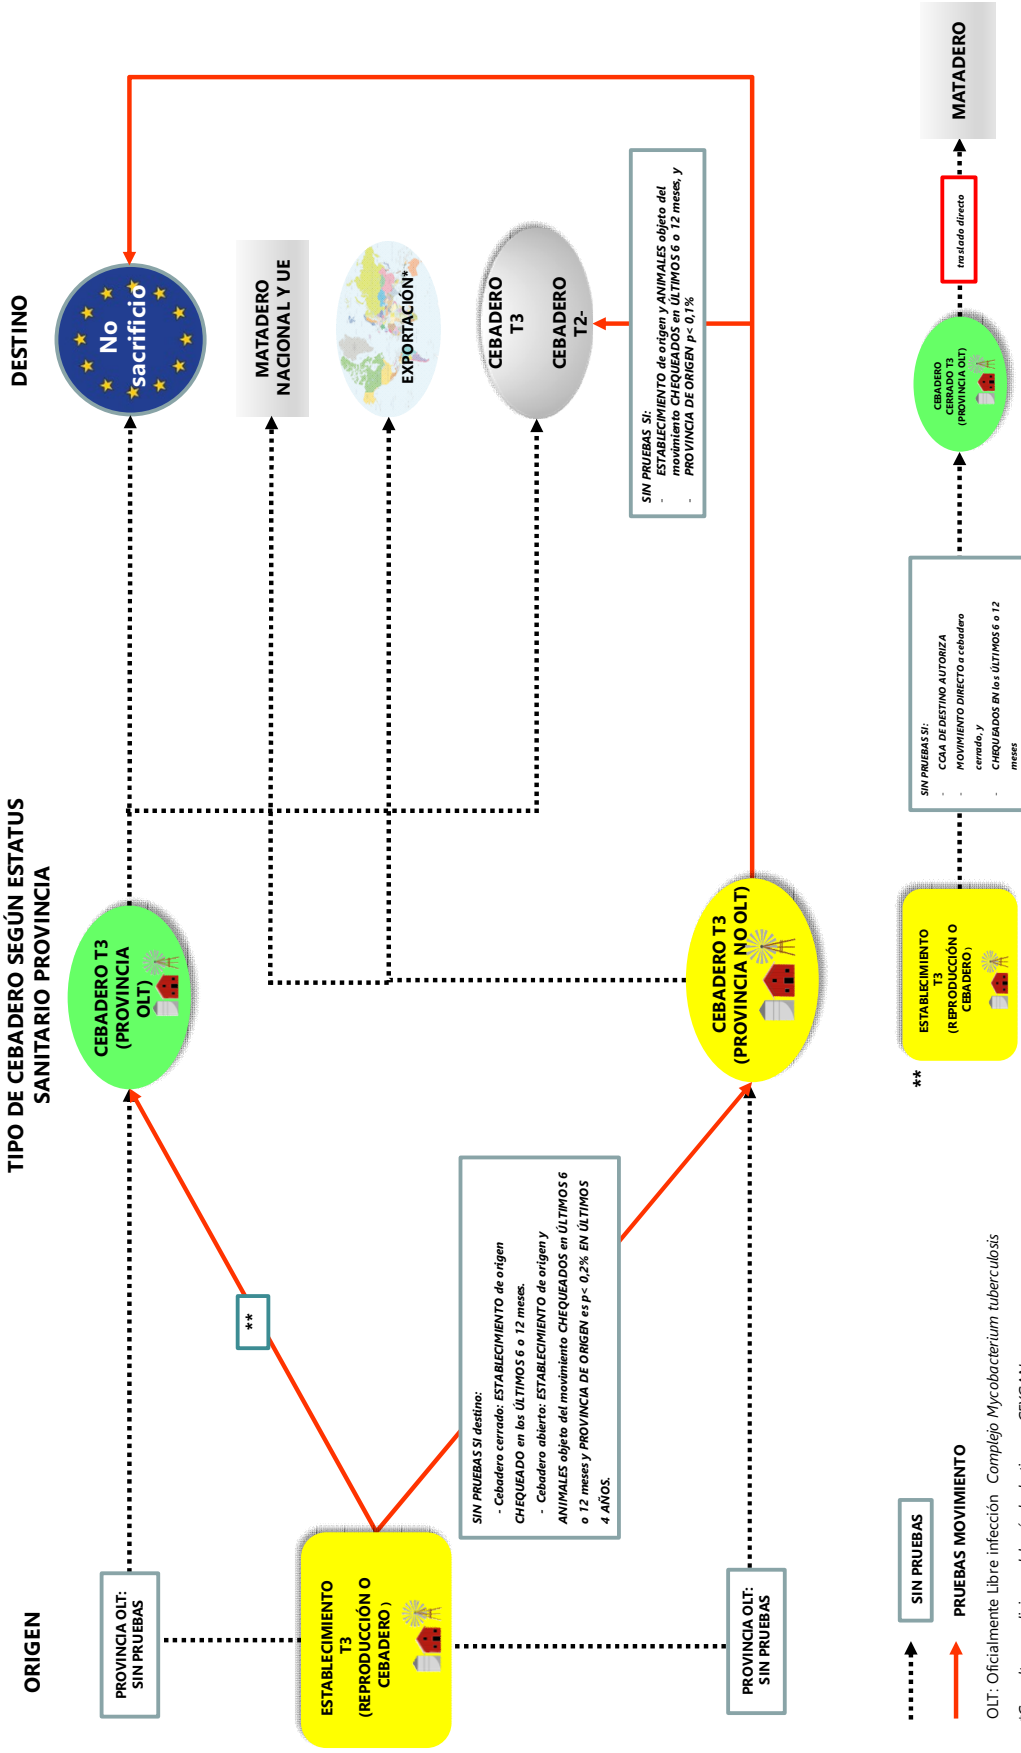 ORIGEN
TIPO DE CEBADERO SEGÚN ESTATUS
SANITARIO PROVINCIA
DESTINO
PROVINCIA OLT:
SIN PRUEBAS
ESTABLECIMIENTO
T3
(REPRODUCCIÓN O
CEBADERO)
PROVINCIA OLT:
SIN PRUEBAS
**
SIN PRUEBAS SI destino:
- Cebadero cerrado: ESTABLECIMIENTO de origen
CHEQUEADO en los ÚLTIMOS 6 o 12 meses.
- Cebadero abierto: ESTABLECIMIENTO de origen y
ANIMALES objeto del movimiento CHEQUEADOS en ÚLTIMOS 6
o 12 meses y PROVINCIA DE ORIGEN es p< 0,2% EN ÚLTIMOS
4 AÑOS.
CEBADERO T3
(PROVINCIA
OLT)
CEBADERO T3
(PROVINCIA NO OLT)
No
sacrificio
MATADERO
NACIONAL Y UE
EXPORTACIÓN*
CEBADERO
T3
CEBADERO
T2-
SIN PRUEBAS SI:
- ESTABLECIMIENTO de origen y ANIMALES objeto del
movimiento CHEQUEADOS en ÚLTIMOS 6 o 12 meses, y
- PROVINCIA DE ORIGEN p< 0,1%
SIN PRUEBAS
PRUEBAS MOVIMIENTO
OLT: Oficialmente Libre infección Complejo Mycobacterium tuberculosis
**
ESTABLECIMIENTO
T3
(REPRODUCCIÓN O
CEBADERO)
SIN PRUEBAS SI:
- CCAA DE DESTINO AUTORIZA
- MOVIMIENTO DIRECTO a cebadero
cerrado, y
- CHEQUEADOS EN los ÚLTIMOS 6 o 12
meses
CEBADERO
CERRADO T3
(PROVINCIA OLT)
traslado directo
MATADERO